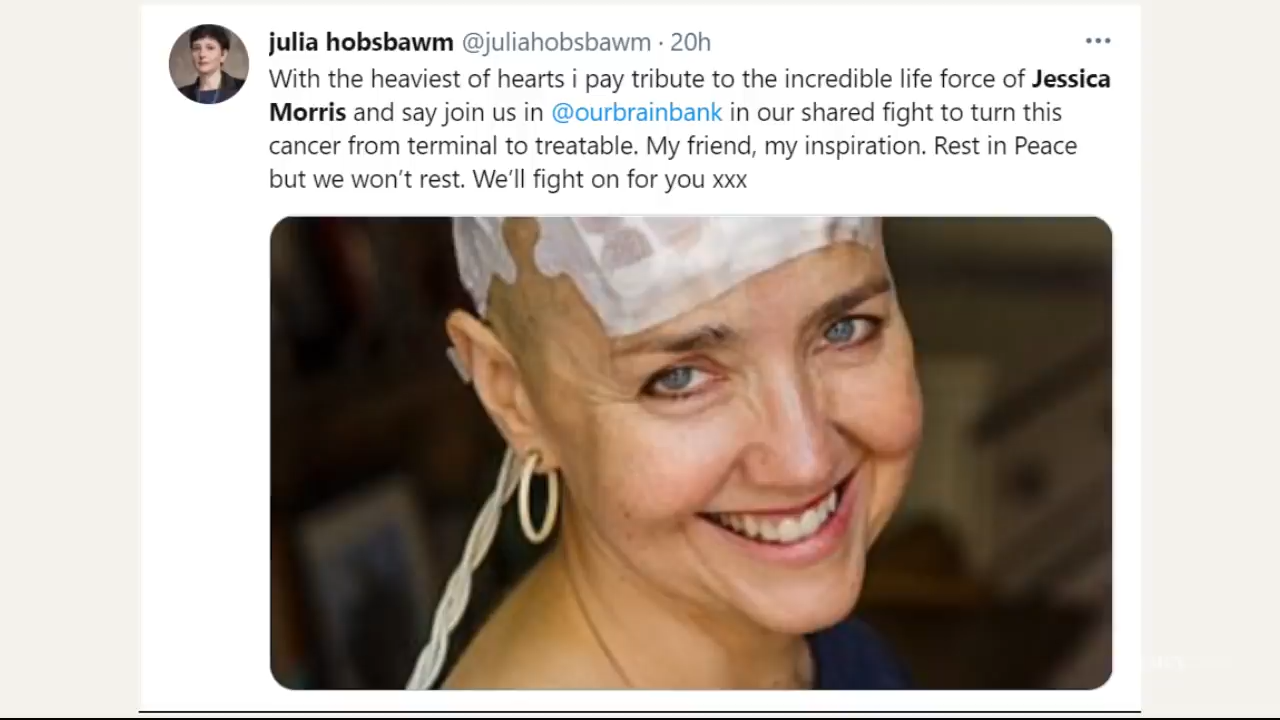 julia hobsbawm @juliahobsbawm · 20h
With the heaviest of hearts i pay tribute to the incredible life force of Jessica
Morris and say join us in @ourbrainbank in our shared fight to turn this
cancer from terminal to treatable. My friend, my inspiration. Rest in Peace
but we won’t rest. We’ll fight on for you xxx